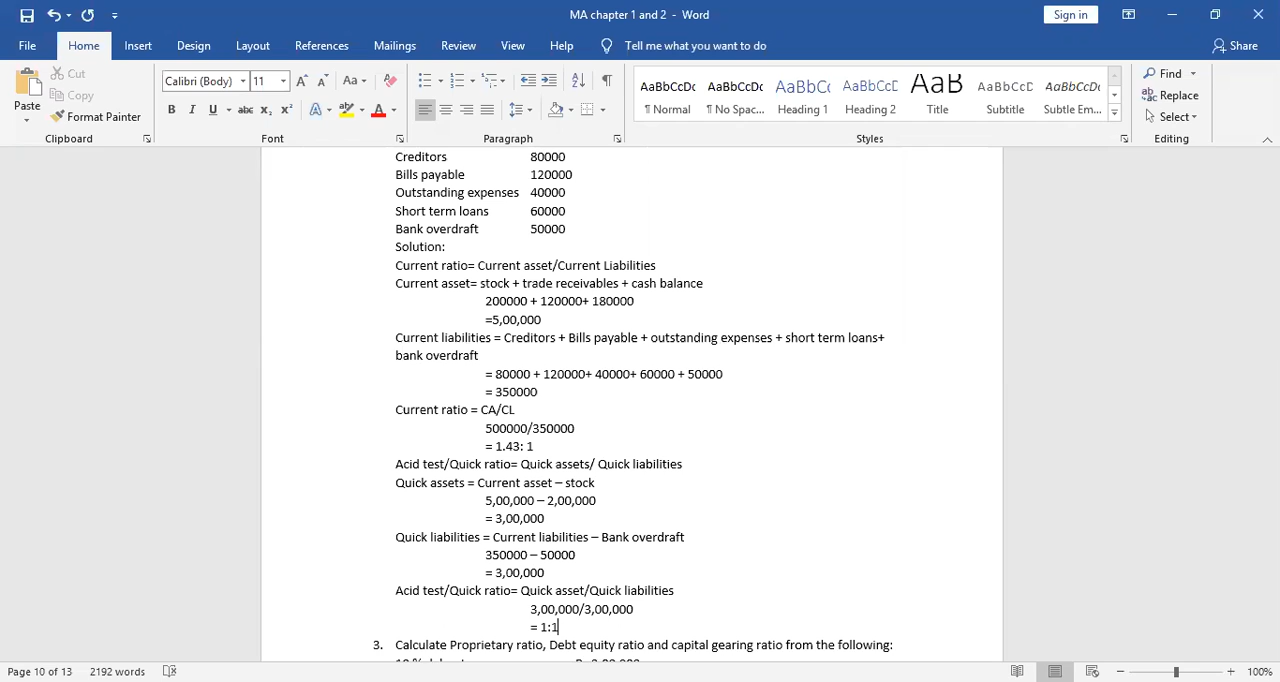 MA chapter 1 and 2 - Word
Sign in
File Home Insert Design Layout References Mailings Review View Help Tell me what you want to do Share
Paste
Cut
Copy
Format Painter
Clipboard
Calibri (Body) 11
Font
Paragraph
AaBbCcDc ¶ Normal
AaBbCcDc ¶ No Spac...
AaBbC Heading 1
AaBbCcD Heading 2
AaB Title
AaBbCcD Subtitle
AaBbCcDc Subtle Em...
Styles
Find
Replace
Select
Editing
Creditors 80000
Bills payable 120000
Outstanding expenses 40000
Short term loans 60000
Bank overdraft 50000
Solution:
Current ratio= Current asset/Current Liabilities
Current asset= stock + trade receivables + cash balance
200000 + 120000+ 180000
=5,00,000
Current liabilities = Creditors + Bills payable + outstanding expenses + short term loans+
bank overdraft
= 80000 + 120000+ 40000+ 60000 + 50000
= 350000
Current ratio = CA/CL
500000/350000
= 1.43: 1
Acid test/Quick ratio= Quick assets/ Quick liabilities
Quick assets = Current asset – stock
5,00,000 – 2,00,000
= 3,00,000
Quick liabilities = Current liabilities – Bank overdraft
350000 – 50000
= 3,00,000
Acid test/Quick ratio= Quick asset/Quick liabilities
3,00,000/3,00,000
= 1:1
3. Calculate Proprietary ratio, Debt equity ratio and capital gearing ratio from the following:
Page 10 of 13 2192 words 100%